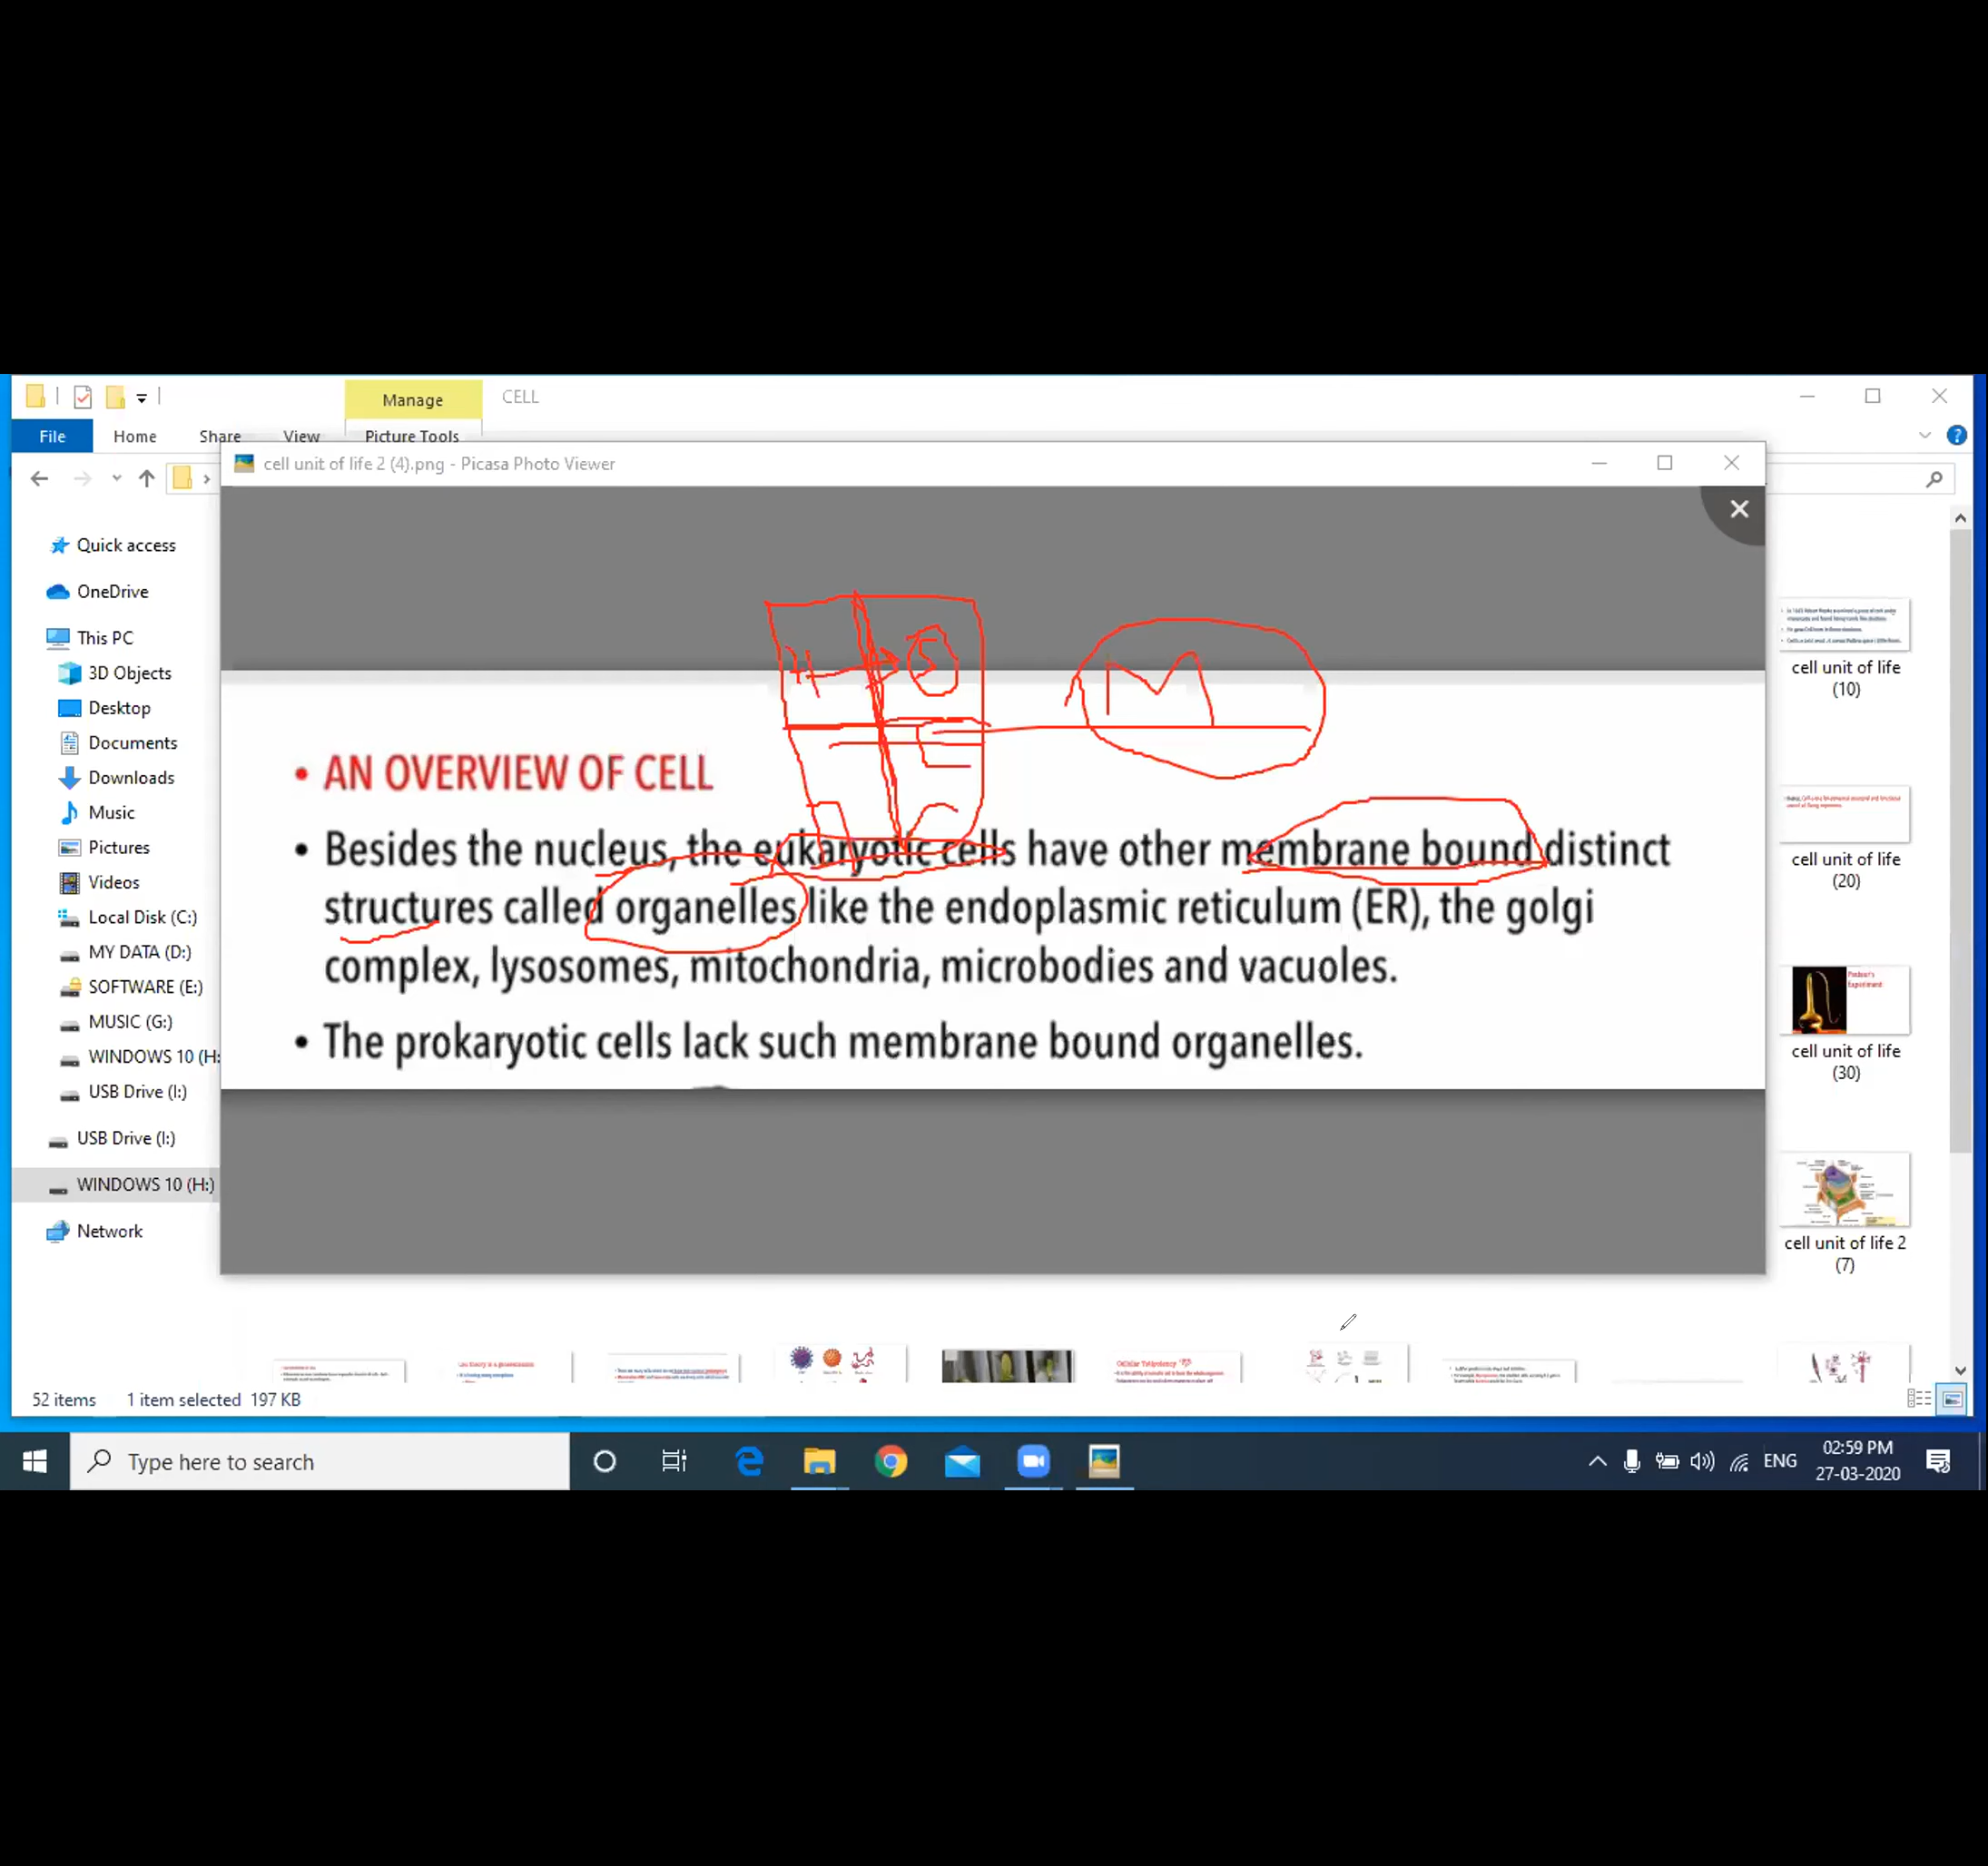 Manage
CELL
File
Home
Share
View
Picture Tools
cell unit of life 2 (4).png - Picasa Photo Viewer
Quick access
OneDrive
This PC
3D Objects
Desktop
Documents
Downloads
Music
Pictures
Videos
Local Disk (C:)
MY DATA (D:)
SOFTWARE (E:)
MUSIC (G:)
WINDOWS 10 (H:
USB Drive (I:)
USB Drive (I:)
WINDOWS 10 (H:)
Network
4 5
M
• AN OVERVIEW OF CELL
• Besides the nucleus, the eukaryotic cells have other membrane bound distinct
structures called organelles like the endoplasmic reticulum (ER), the golgi
complex, lysosomes, mitochondria, microbodies and vacuoles.
• The prokaryotic cells lack such membrane bound organelles.
cell unit of life
(10)
cell unit of life
(20)
Pasteur's
Experiment
cell unit of life
(30)
cell unit of life 2
(7)
Cellular Totipotency
52 items
1 item selected 197 KB
Type here to search
ENG
02:59 PM
27-03-2020